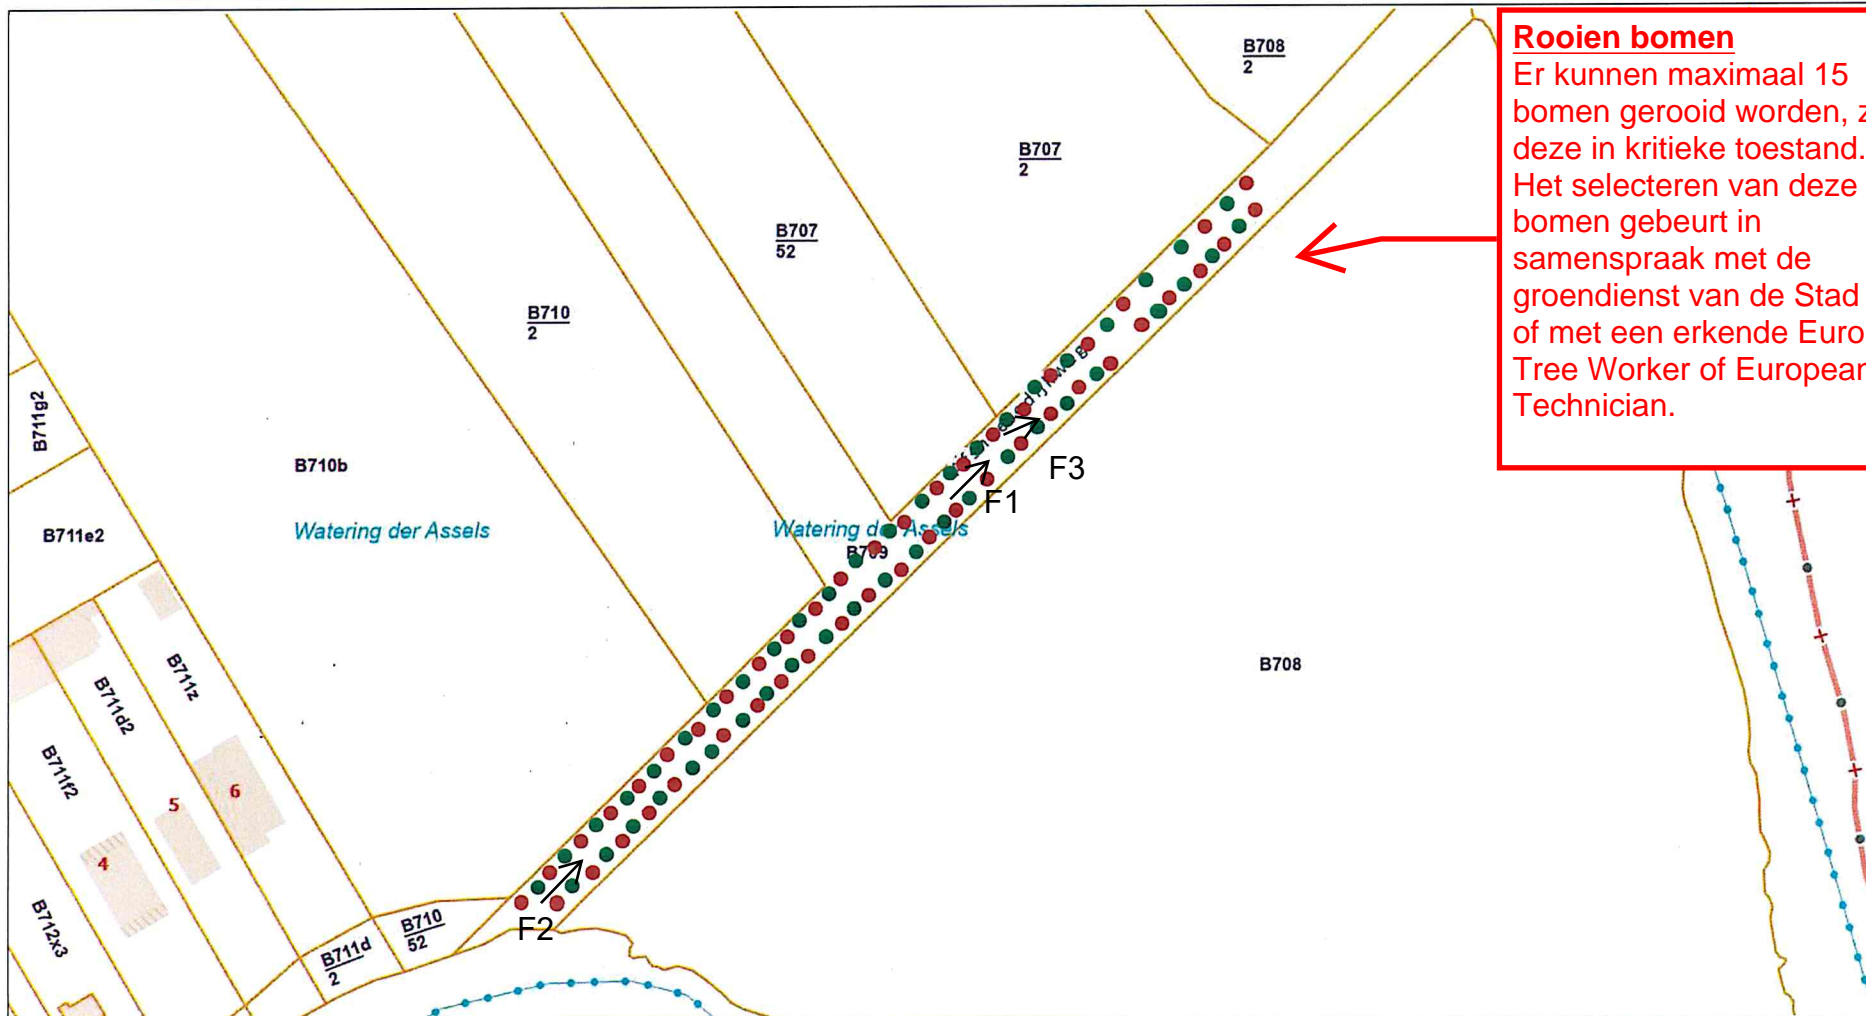 Rooien bomen
Er kunnen maximaal 15
bomen gerooid worden, z
deze in kritieke toestand.
Het selecteren van deze
bomen gebeurt in
samenspraak met de
groendienst van de Stad
of met een erkende Euro
Tree Worker of European
Technician.
B708
2
B707
2
B707
52
B710
2
B711g2
B710b
B711e2
Watering der Assels
Watering der Assels
B709
F3
F1
B708
B711z
B711d2
B711f2
6
5
4
B712x3
B711d
2
B710
52
F2